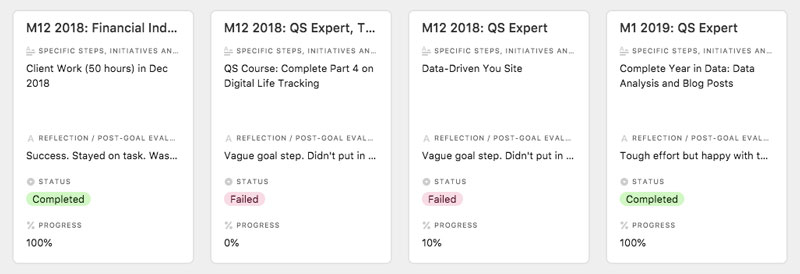 M12 2018: Financial Ind...
SPECIFIC STEPS, INITIATIVES AN...
Client Work (50 hours) in Dec
2018
REFLECTION / POST-GOAL EVAL...
Success. Stayed on task. Was...
STATUS
Completed
PROGRESS
100%
M12 2018: QS Expert, T...
SPECIFIC STEPS, INITIATIVES AN...
QS Course: Complete Part 4 on
Digital Life Tracking
REFLECTION / POST-GOAL EVAL...
Vague goal step. Didn't put in ...
STATUS
Failed
PROGRESS
0%
M12 2018: QS Expert
SPECIFIC STEPS, INITIATIVES AN...
Data-Driven You Site
REFLECTION / POST-GOAL EVAL...
Vague goal step. Didn't put in ...
STATUS
Failed
PROGRESS
10%
M1 2019: QS Expert
SPECIFIC STEPS, INITIATIVES AN...
Complete Year in Data: Data
Analysis and Blog Posts
REFLECTION / POST-GOAL EVAL...
Tough effort but happy with t...
STATUS
Completed
PROGRESS
100%